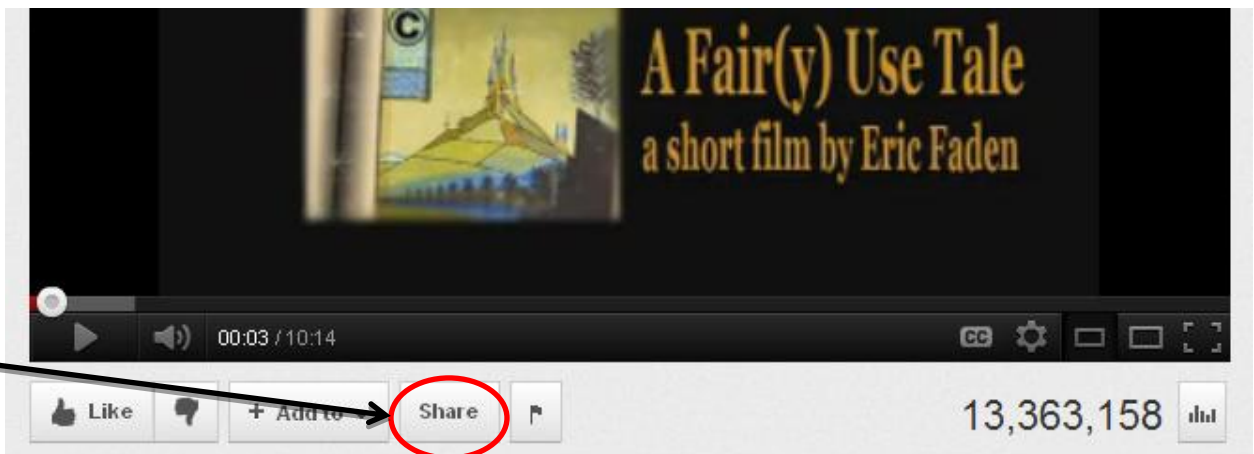 ©
A Fair(y) Use Tale
a short film by Eric Faden
00:03 / 10:14
CC
Like + Add to Share 13,363,158